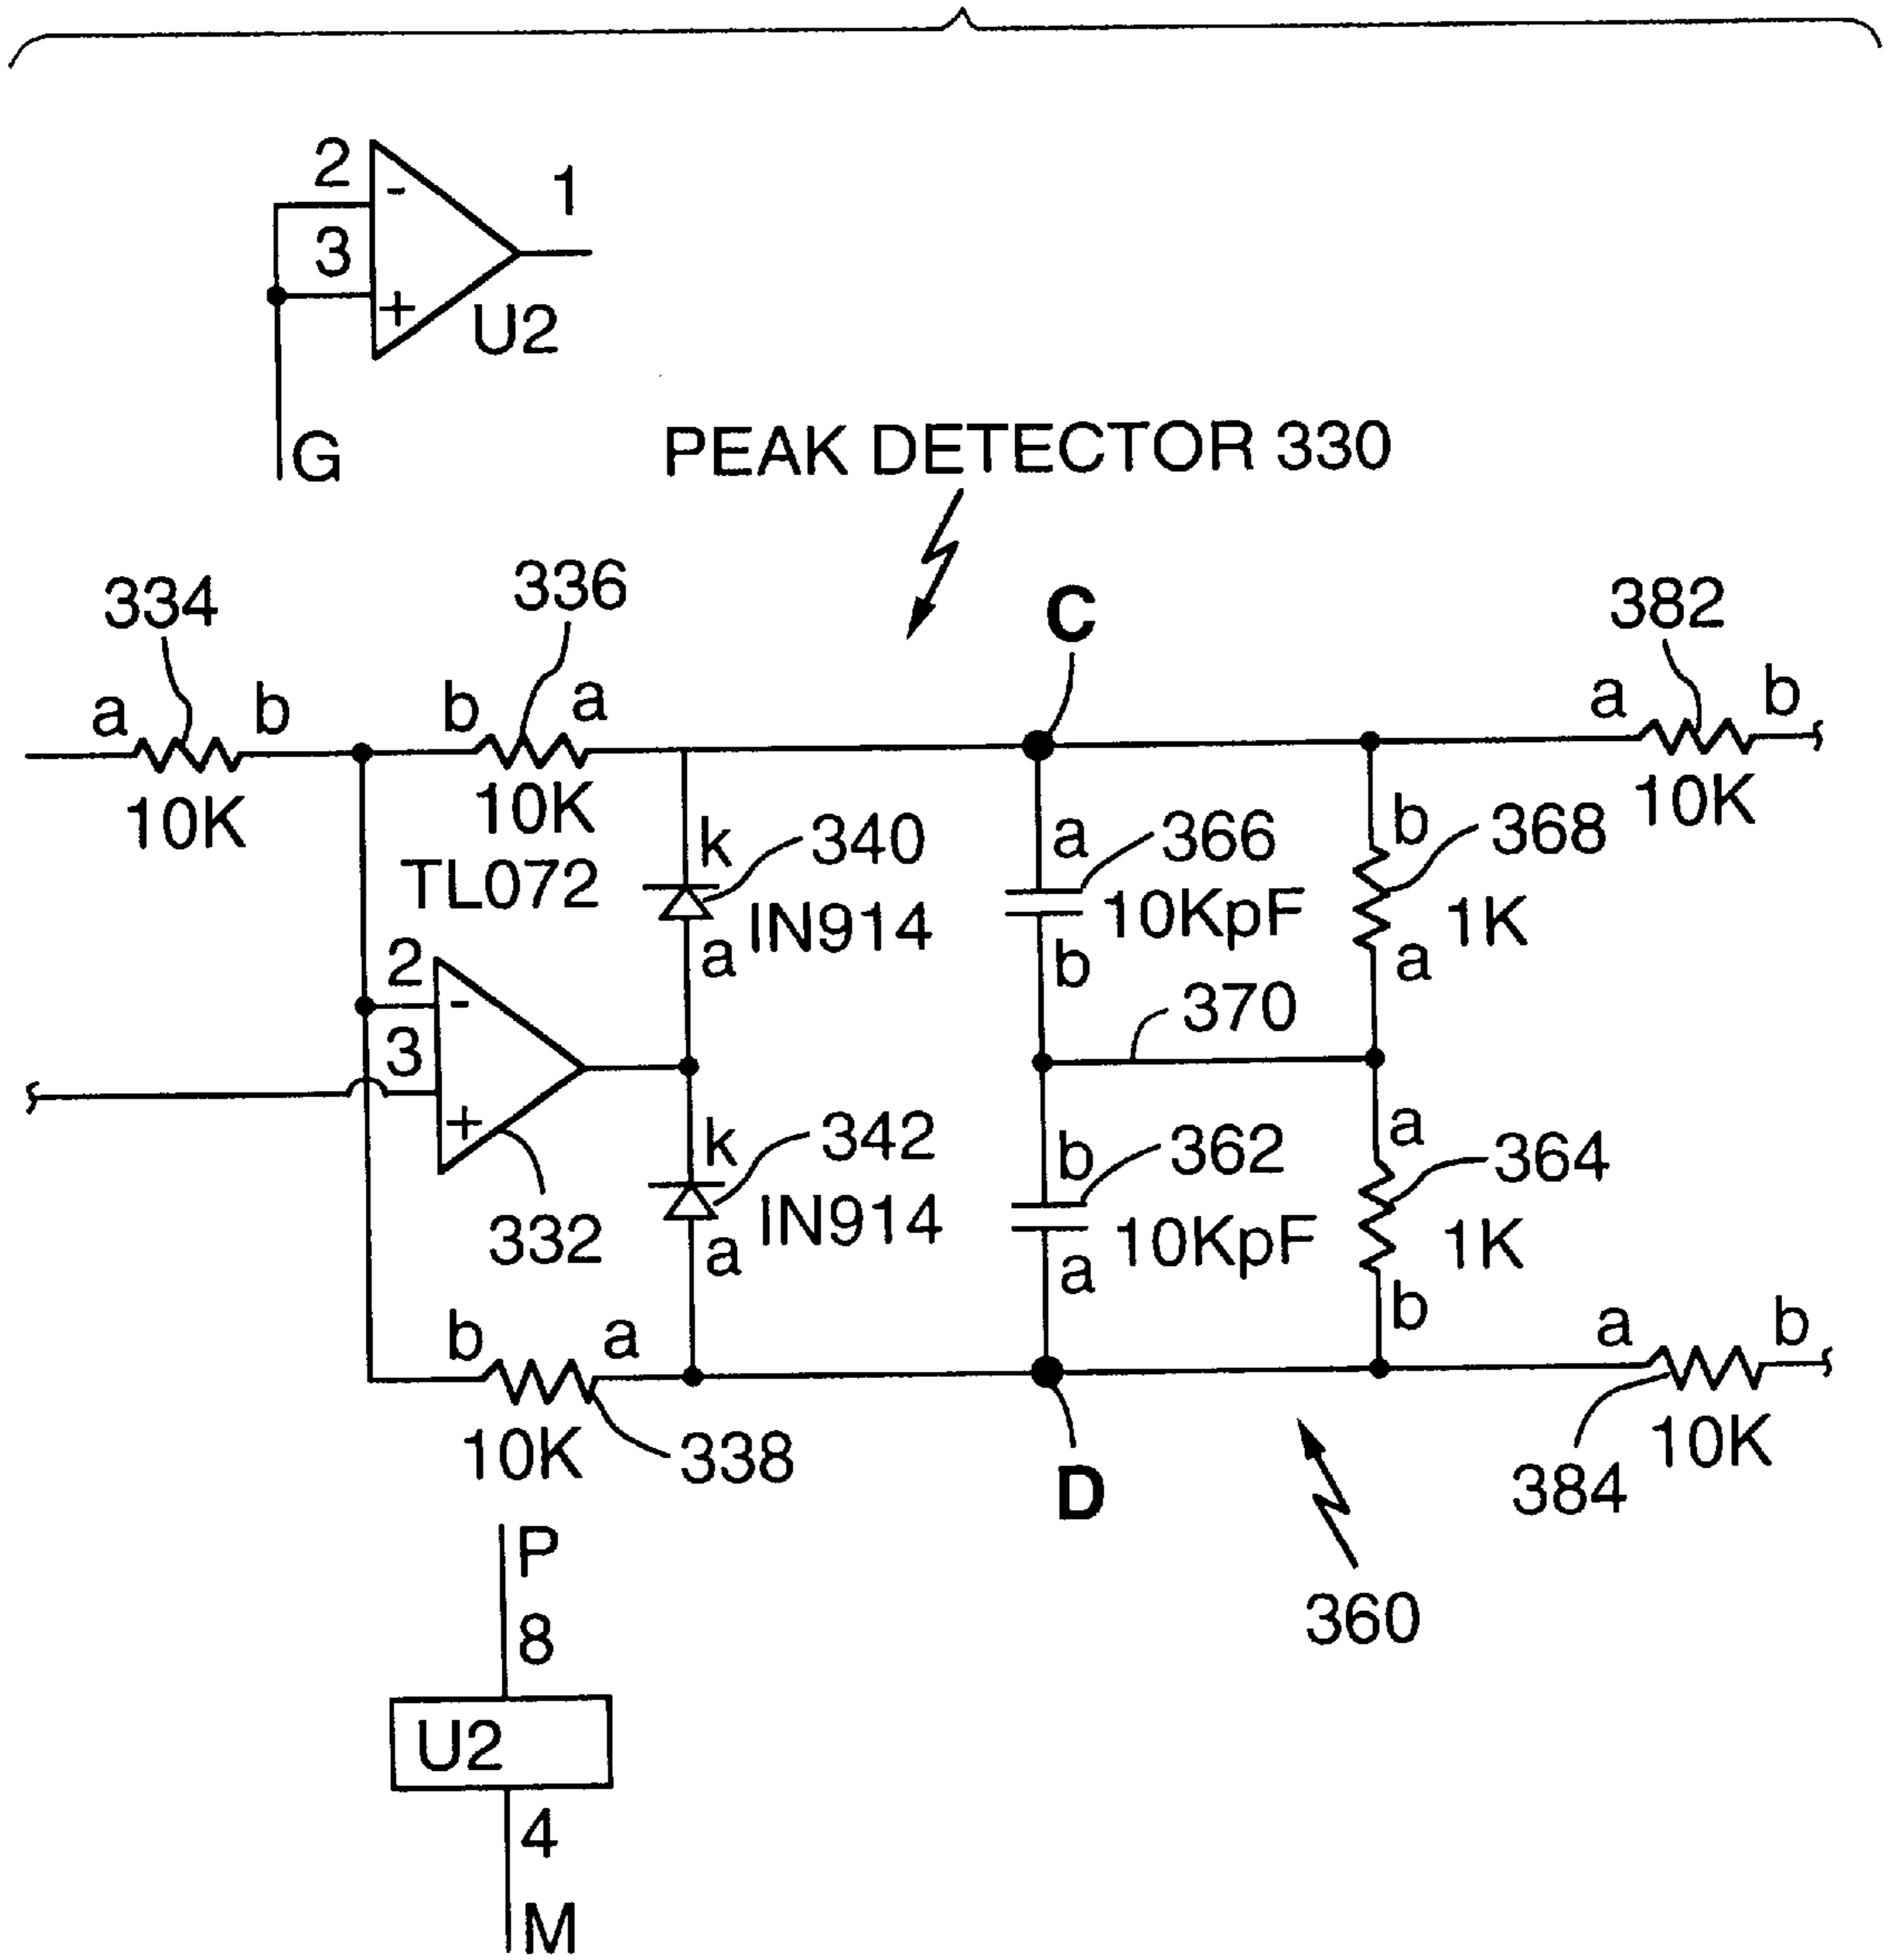 2
1
3
U2
G
PEAK DETECTOR 330
334
336
C
382
a
b
b
a
a
b
10K
10K
10K
TL072
k
340
a
366
b
368
IN914
10KpF
1K
a
b
a
2
370
3
k
342
b
362
a
364
332
IN914
10KpF
1K
a
a
b
b
a
a
b
10K
338
D
384
10K
P
360
8
U2
4
M
-
+
-
+